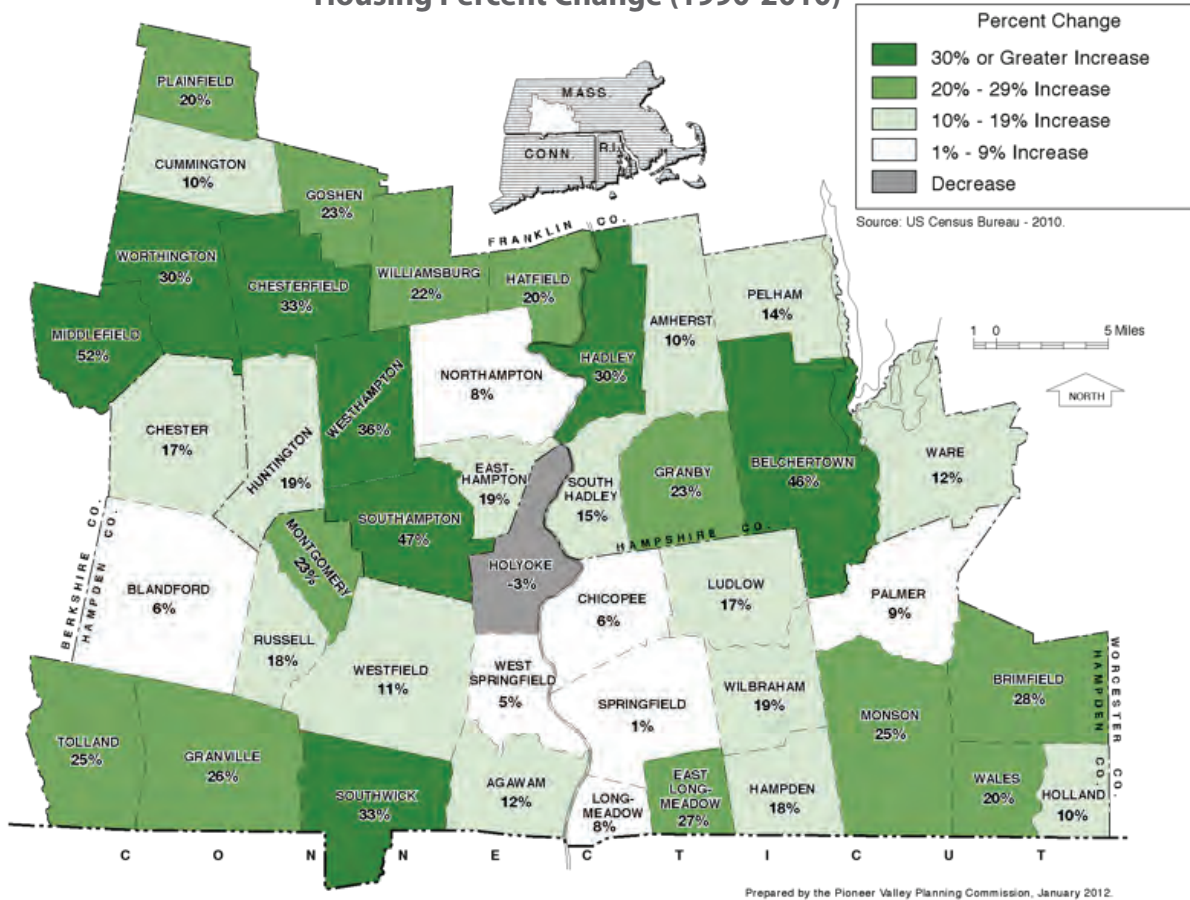 Housing Percent Change (1990-2010)
Percent Change
30% or Greater Increase
20% - 29% Increase
10% - 19% Increase
1% - 9% Increase
Decrease
Source: US Census Bureau - 2010.
MASS.
CONN.
R.I.
PLAINFIELD
20%
CUMMINGTON
10%
GOSHEN
23%
FRANKLIN CO.
WORTHINGTON
30%
CHESTERFIELD
33%
WILLIAMSBURG
22%
HATFIELD
20%
MIDDLEFIELD
52%
HADLEY
30%
AMHERST
10%
PELHAM
14%
1 0 5 Miles
NORTH
NORTHAMPTON
8%
WESTHAMPTON
36%
CHESTER
17%
HUNTINGTON
19%
EAST-
HAMPTON
19%
SOUTH
HADLEY
15%
GRANBY
23%
BELCHERTOWN
46%
WARE
12%
SOUTHAMPTON
47%
HAMPSHIRE CO.
MONTGOMERY
23%
HOLYOKE
-3%
BERKSHIRE CO.
HAMPDEN CO.
BLANDFORD
6%
CHICOPEE
6%
LUDLOW
17%
PALMER
9%
RUSSELL
18%
WESTFIELD
11%
WEST
SPRINGFIELD
5%
SPRINGFIELD
1%
WILBRAHAM
19%
MONSON
25%
BRIMFIELD
28%
HAMPDEN CO.
WORCESTER CO.
TOLLAND
25%
GRANVILLE
26%
SOUTHWICK
33%
AGAWAM
12%
LONG-
MEADOW
8%
EAST
LONG-
MEADOW
27%
HAMPDEN
18%
WALES
20%
HOLLAND
10%
CONNECTICUT
Prepared by the Pioneer Valley Planning Commission, January 2012.